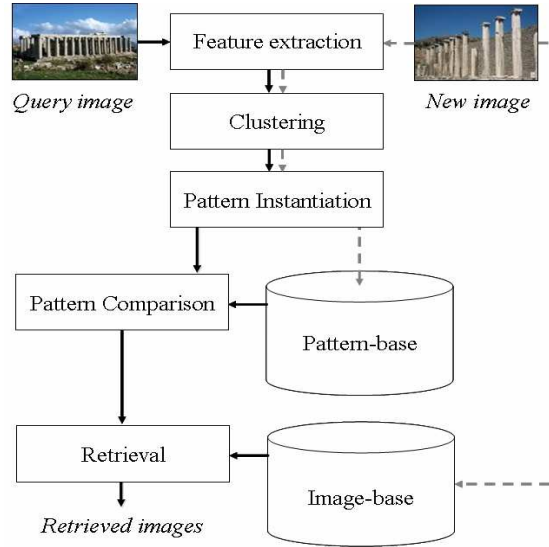 Feature extraction
Query image
New image
Clustering
Pattern Instantiation
Pattern Comparison
Pattern-base
Retrieval
Image-base
Retrieved images